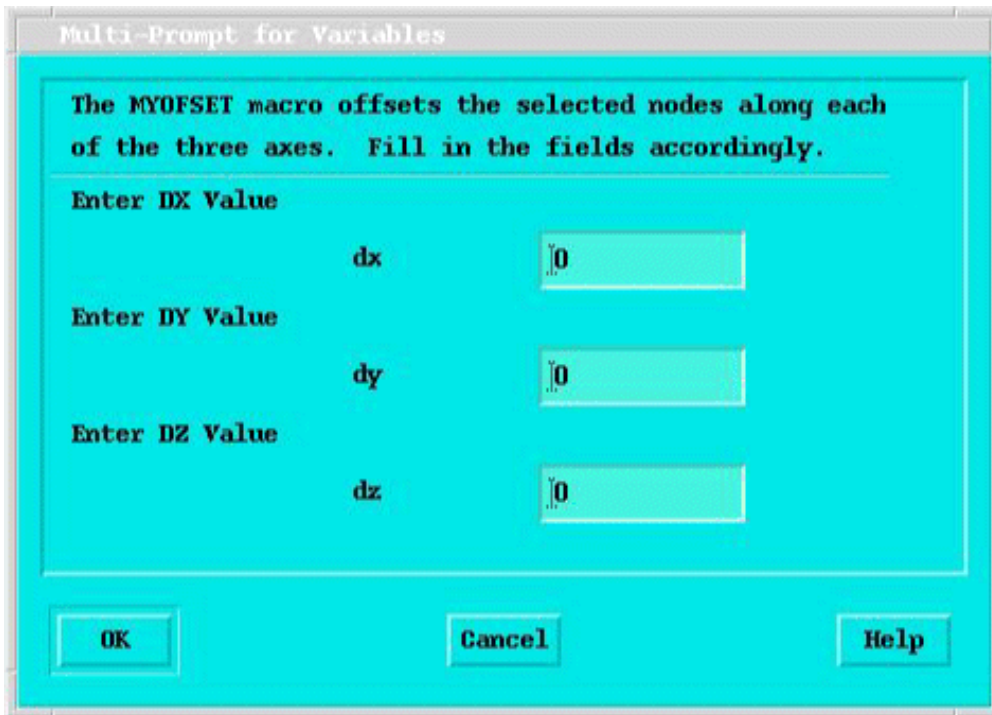 Multi-Prompt for Variables
The MYOFSET macro offsets the selected nodes along each
of the three axes.  Fill in the fields accordingly.
Enter DX Value
dx 0
Enter DY Value
dy 0
Enter DZ Value
dz 0
OK Cancel Help